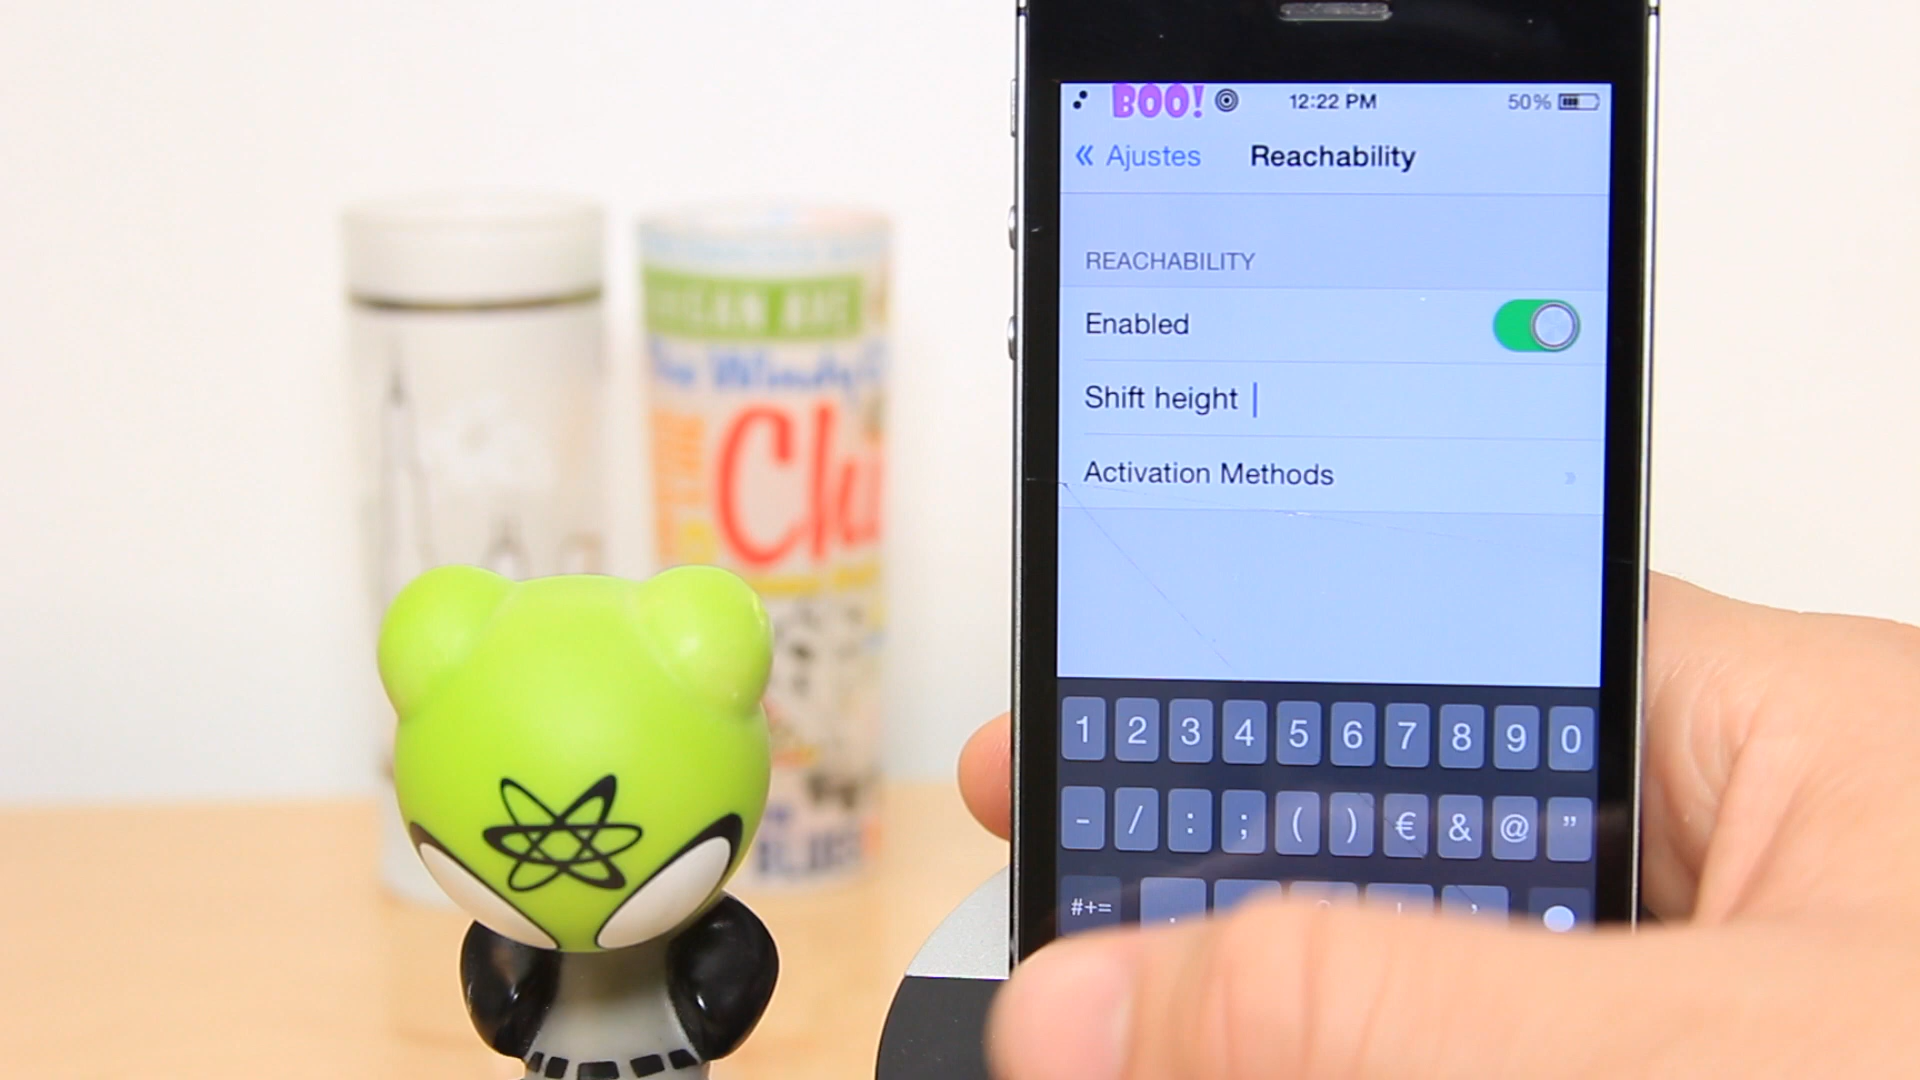 BOO! 12:22 PM 50%
« Ajustes Reachability
REACHABILITY
Enabled
Shift height
Activation Methods
1 2 3 4 5 6 7 8 9 0
- / : ; ( ) € & @ ”
#+=
Windy